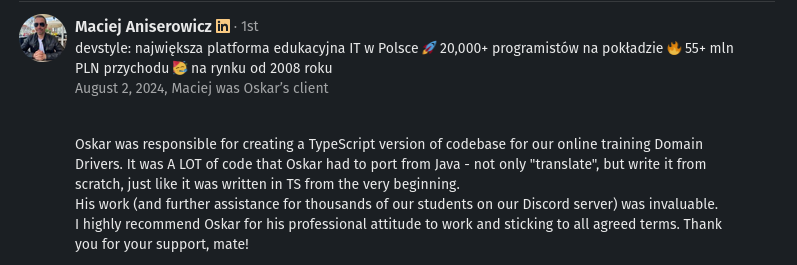 Maciej Aniserowicz in · 1st
devstyle: największa platforma edukacyjna IT w Polsce 🚀 20,000+ programistów na pokładzie 🔥 55+ mln
PLN przychodu 🥳 na rynku od 2008 roku
August 2, 2024, Maciej was Oskar’s client
Oskar was responsible for creating a TypeScript version of codebase for our online training Domain
Drivers. It was A LOT of code that Oskar had to port from Java - not only "translate", but write it from
scratch, just like it was written in TS from the very beginning.
His work (and further assistance for thousands of our students on our Discord server) was invaluable.
I highly recommend Oskar for his professional attitude to work and sticking to all agreed terms. Thank
you for your support, mate!